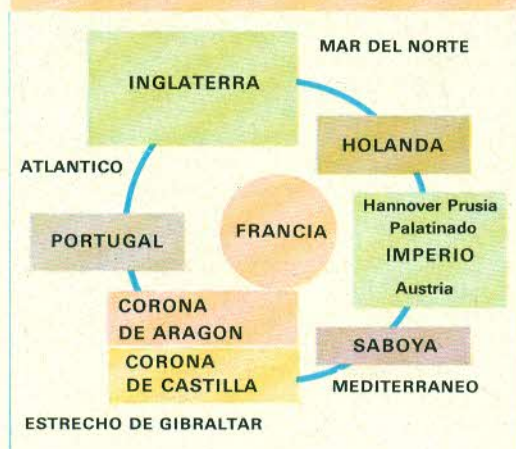 MAR DEL NORTE
INGLATERRA
HOLANDA
ATLANTICO
Hannover Prusia
Palatinado
IMPERIO
Austria
FRANCIA
PORTUGAL
CORONA
DE ARAGON
SABOYA
CORONA
DE CASTILLA
MEDITERRANEO
ESTRECHO DE GIBRALTAR